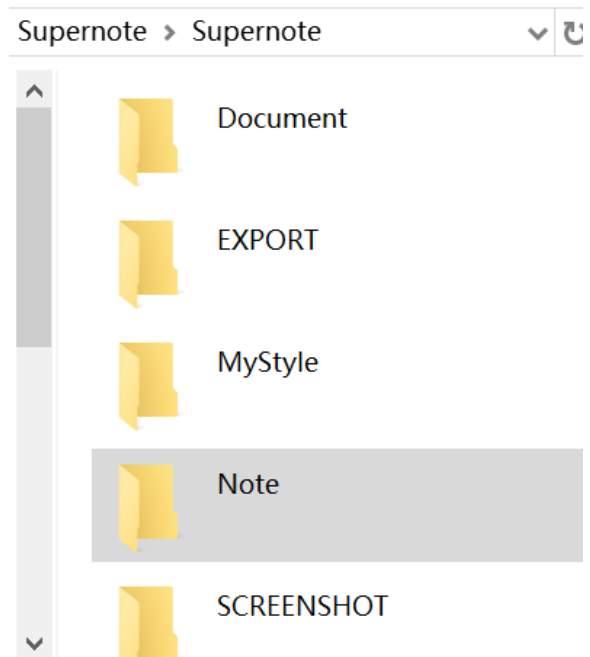 Supernote > Supernote
Document
EXPORT
MyStyle
Note
SCREENSHOT